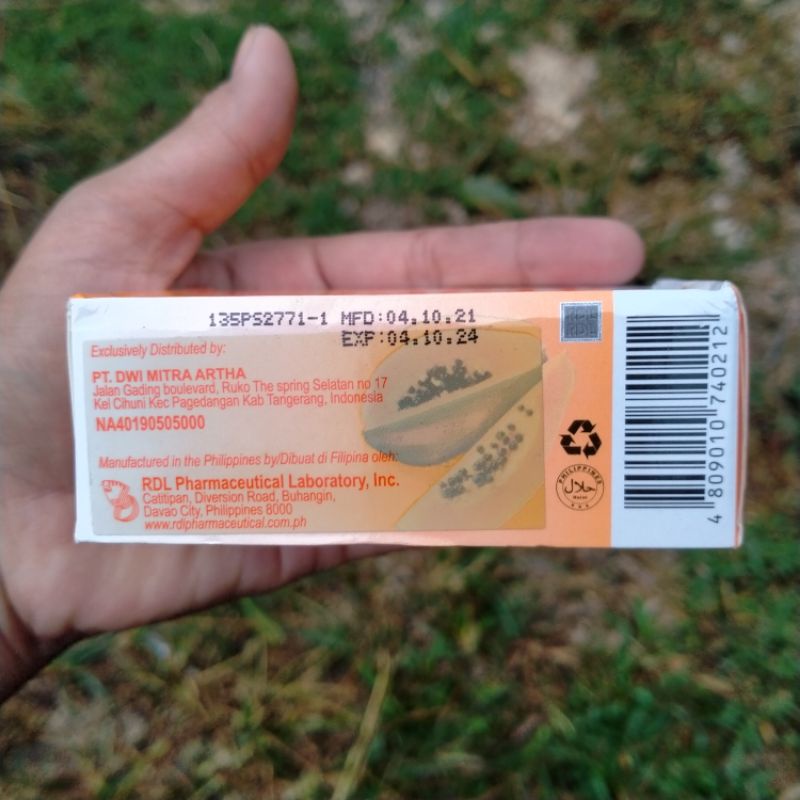 135PS2771-1 MFD:04.10.21
EXP:04.10.24
Exclusively Distributed by:
PT. DWI MITRA ARTHA
Jalan Gading boulevard, Ruko The spring Selatan no 17
Kel Cihuni Kec Pagedangan Kab Tangerang, Indonesia
NA40190505000
Manufactured in the Philippines by/Dibuat di Filipina oleh:
RDL Pharmaceutical Laboratory, Inc.
Catitipan, Diversion Road, Buhangin,
Davao City, Philippines 8000
www.rdlpharmaceutical.com.ph
PHILIPPINES
حلال
4 809010 740212